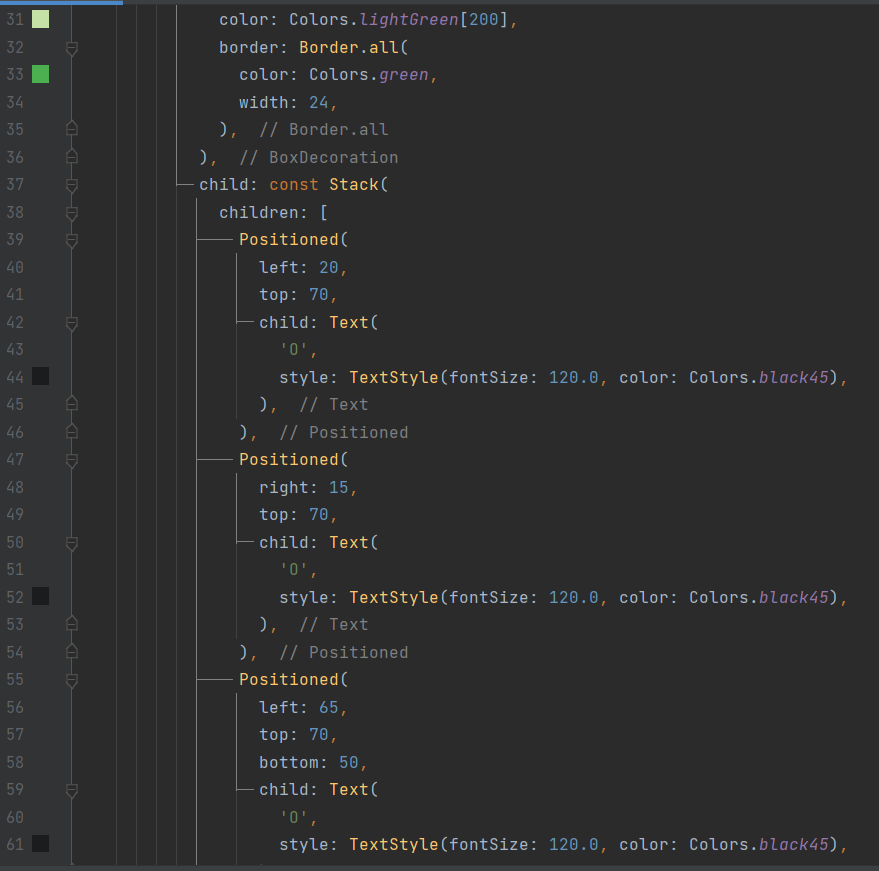 31 color: Colors.lightGreen[200],
32 border: Border.all(
33 color: Colors.green,
34 width: 24,
35 ), // Border.all
36 ), // BoxDecoration
37 child: const Stack(
38 children: [
39 Positioned(
40 left: 20,
41 top: 70,
42 child: Text(
43 'O',
44 style: TextStyle(fontSize: 120.0, color: Colors.black45),
45 ), // Text
46 ), // Positioned
47 Positioned(
48 right: 15,
49 top: 70,
50 child: Text(
51 'O',
52 style: TextStyle(fontSize: 120.0, color: Colors.black45),
53 ), // Text
54 ), // Positioned
55 Positioned(
56 left: 65,
57 top: 70,
58 bottom: 50,
59 child: Text(
60 'O',
61 style: TextStyle(fontSize: 120.0, color: Colors.black45),